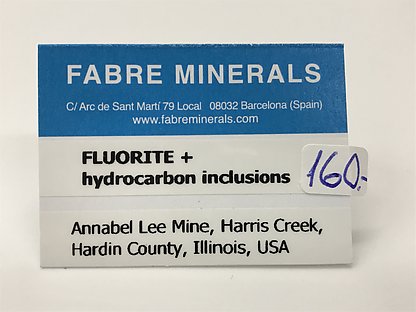 FABRE MINERALS
C/ Arc de Sant Martí 79 Local 08032 Barcelona (Spain)
www.fabreminerals.com
FLUORITE +
hydrocarbon inclusions
160.-
Annabel Lee Mine, Harris Creek,
Hardin County, Illinois, USA